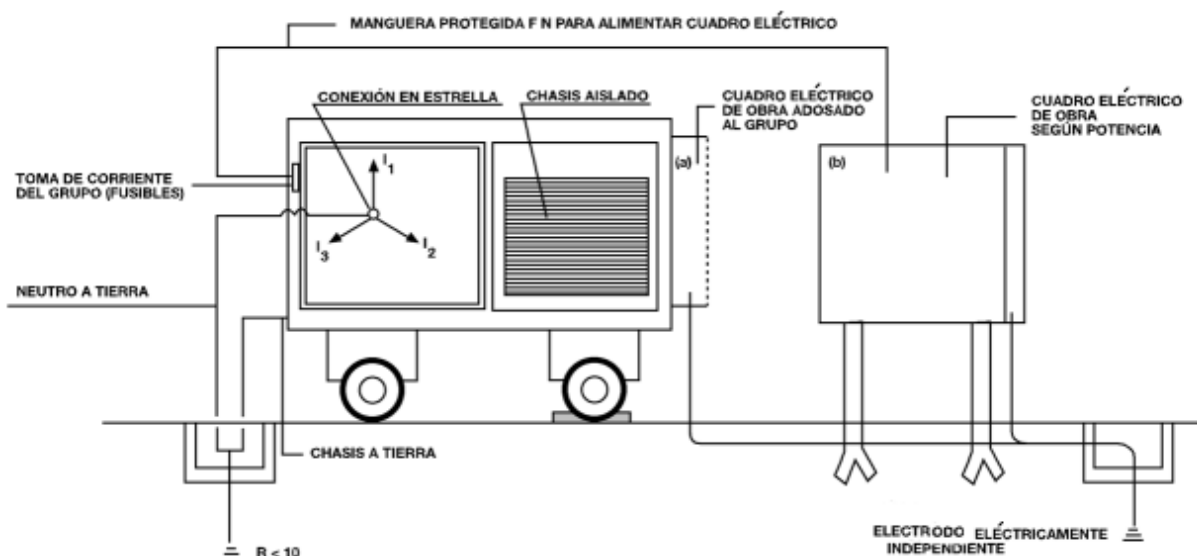 MANGUERA PROTEGIDA F N PARA ALIMENTAR CUADRO ELÉCTRICO
CONEXIÓN EN ESTRELLA
CHASIS AISLADO
CUADRO ELÉCTRICO
DE OBRA ADOSADO
AL GRUPO
CUADRO ELÉCTRICO
DE OBRA
SEGÚN POTENCIA
(a)
(b)
TOMA DE CORRIENTE
DEL GRUPO (FUSIBLES)
I1
I3
I2
NEUTRO A TIERRA
CHASIS A TIERRA
R < 10
ELECTRODO ELÉCTRICAMENTE
INDEPENDIENTE